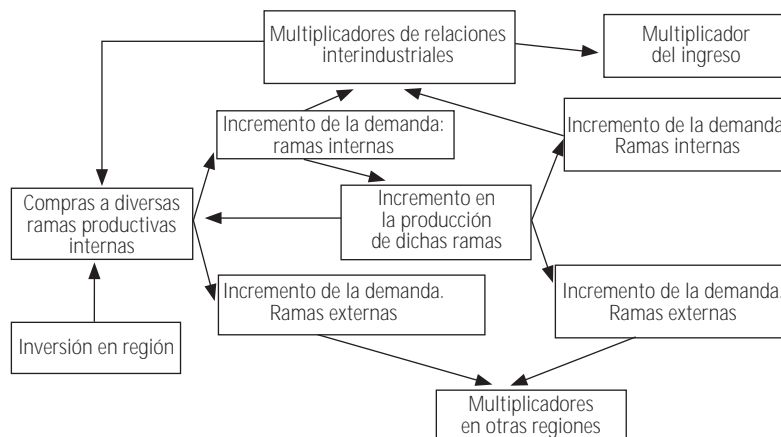 Multiplicadores de relaciones
interindustriales
Multiplicador
del ingreso
Incremento de la demanda:
ramas internas
Incremento de la demanda.
Ramas internas
Compras a diversas
ramas productivas
internas
Incremento en
la producción
de dichas ramas
Incremento de la demanda.
Ramas externas
Incremento de la demanda.
Ramas externas
Inversión en región
Multiplicadores
en otras regiones